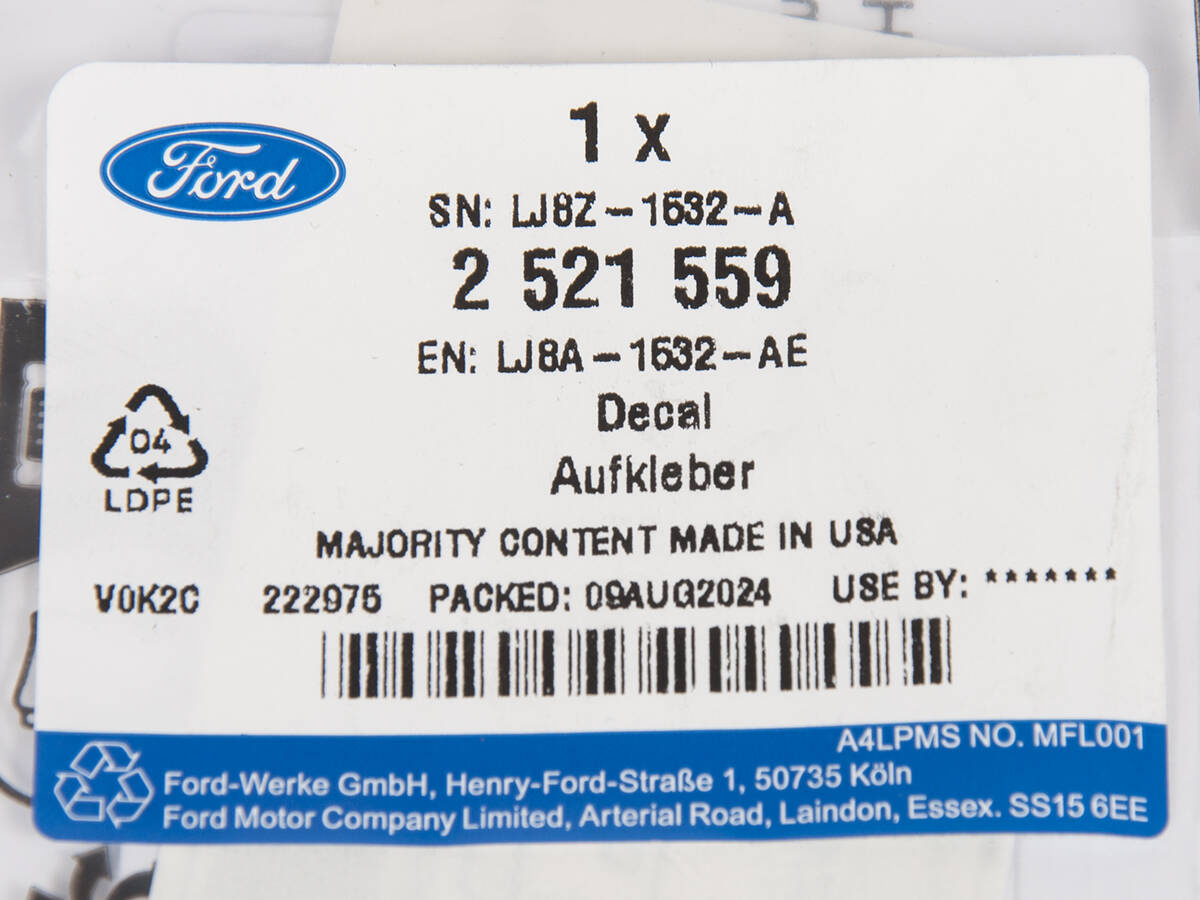 1 x
Ford
SN: LJ8Z-1532-A
2 521 559
EN: LJ8A-1532-AE
Decal
Aufkleber
04
LDPE
MAJORITY CONTENT MADE IN USA
V0K2C 222975 PACKED: 09AUG2024 USE BY: *******
A4LPMS NO. MFL001
Ford-Werke GmbH, Henry-Ford-Straße 1, 50735 Köln
Ford Motor Company Limited, Arterial Road, Laindon, Essex. SS15 6EE